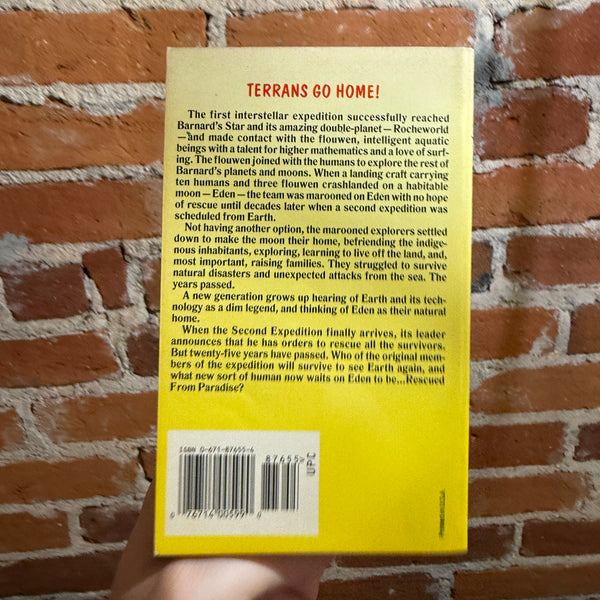 TERRANS GO HOME!
The first interstellar expedition successfully reached
Barnard's Star and its amazing double-planet—Rocheworld
—and made contact with the flouwen, intelligent aquatic
beings with a talent for higher mathematics and a love of surf-
ing. The flouwen joined with the humans to explore the rest of
Barnard's planets and moons. When a landing craft carrying
ten humans and three flouwen crashlanded on a habitable
moon—Eden—the team was marooned on Eden with no hope
of rescue until decades later when a second expedition was
scheduled from Earth.
Not having another option, the marooned explorers settled
down to make the moon their home, befriending the indige-
nous inhabitants, exploring, learning to live off the land, and,
most important, raising families. They struggled to survive
natural disasters and unexpected attacks from the sea. The
years passed.
A new generation grows up hearing of Earth and its tech-
nology as a dim legend, and thinking of Eden as their natural
home.
When the Second Expedition finally arrives, its leader
announces that he has orders to rescue all the survivors.
But twenty-five years have passed. Who of the original mem-
bers of the expedition will survive to see Earth again, and
what new sort of human now waits on Eden to be...Rescued
From Paradise?
ISBN 0-671-87655-6
87655
UPC
0 76714 00599 0